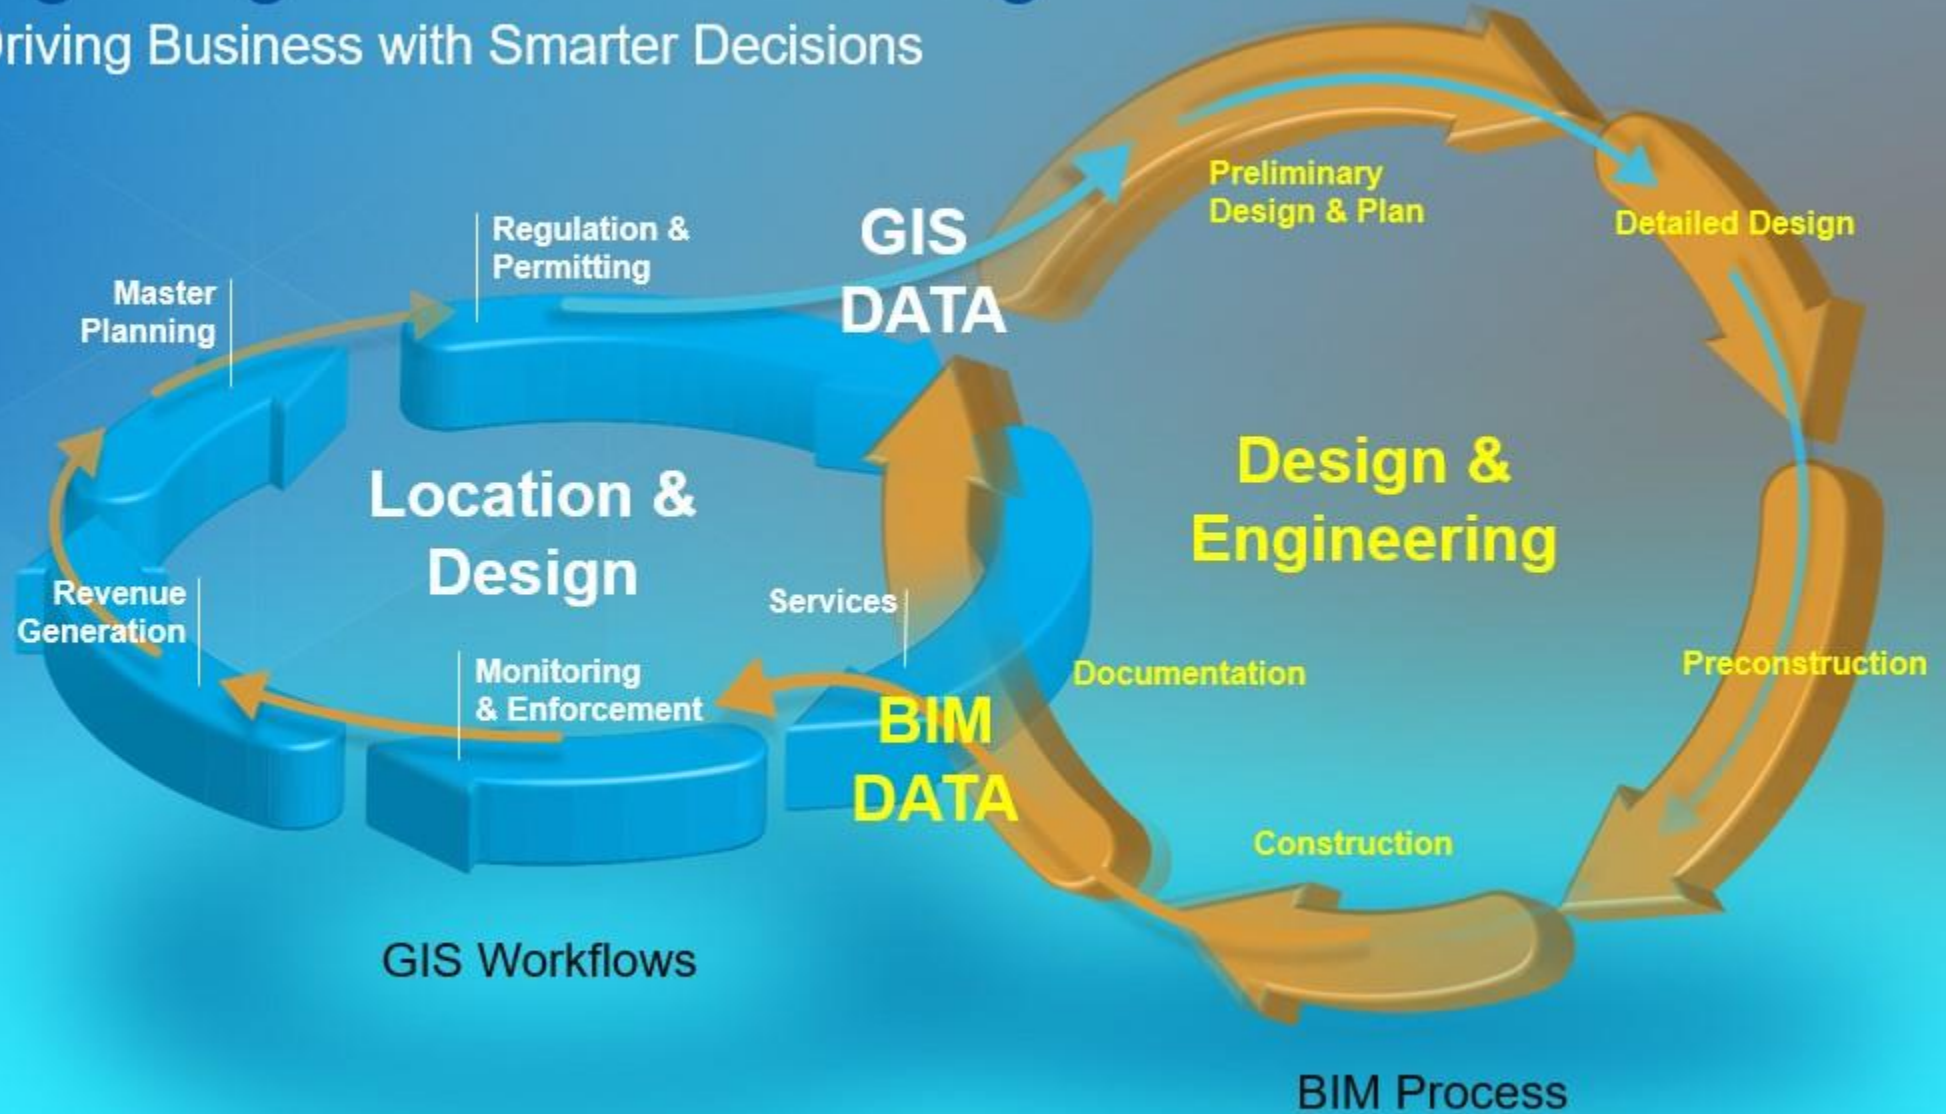 riving Business with Smarter Decisions
Regulation &
Permitting
Master
Planning
GIS
DATA
Preliminary
Design & Plan
Detailed Design
Location &
Design
Design &
Engineering
Revenue
Generation
Services
Monitoring
& Enforcement
BIM
DATA
Documentation
Preconstruction
Construction
GIS Workflows
BIM Process